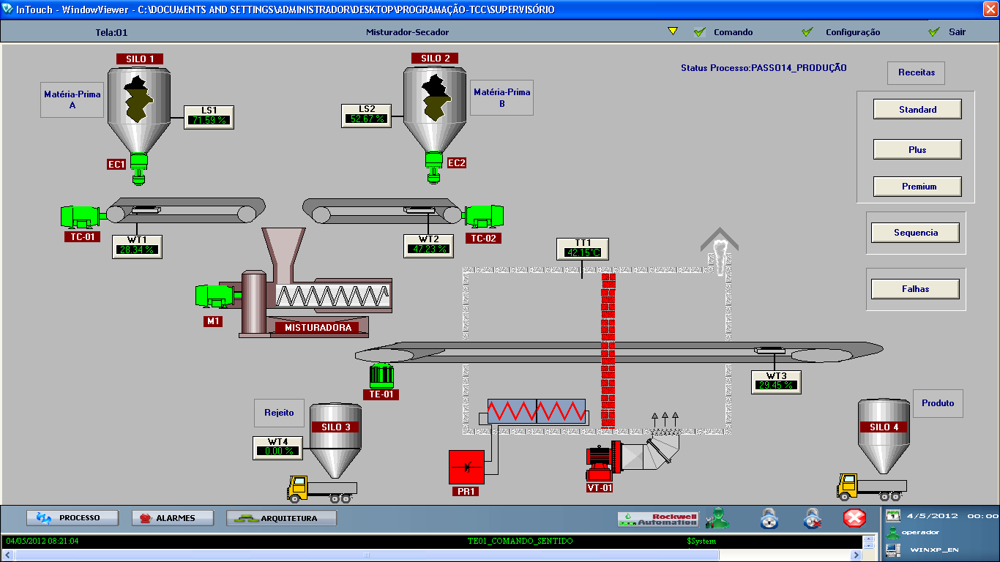 InTouch - WindowViewer - C:\DOCUMENTS AND SETTINGS\ADMINISTRADOR\DESKTOP\PROGRAMAÇÃO-TCC\SUPERVISÓRIO
Tela:01
Misturador-Secador
Comando
Configuração
Sair
SILO 1
SILO 2
Status Processo:PASSO14_PRODUÇÃO
Receitas
Matéria-Prima
A
Matéria-Prima
B
LS1
71.59 %
LS2
52.67 %
Standard
Plus
Premium
EC1
EC2
TC-01
WT1
28.34 %
WT2
47.23 %
TC-02
Sequencia
TT1
42.15°C
Falhas
M1
MISTURADORA
TE-01
WT3
29.45 %
Rejeito
SILO 3
WT4
0.00 %
Produto
SILO 4
PR1
VT-01
PROCESSO
ALARMES
ARQUITETURA
Rockwell
Automation
4/5/2012 00:00
operador
WINXP_EN
04/05/2012 08:21:04
TE01_COMANDO_SENTIDO
$System